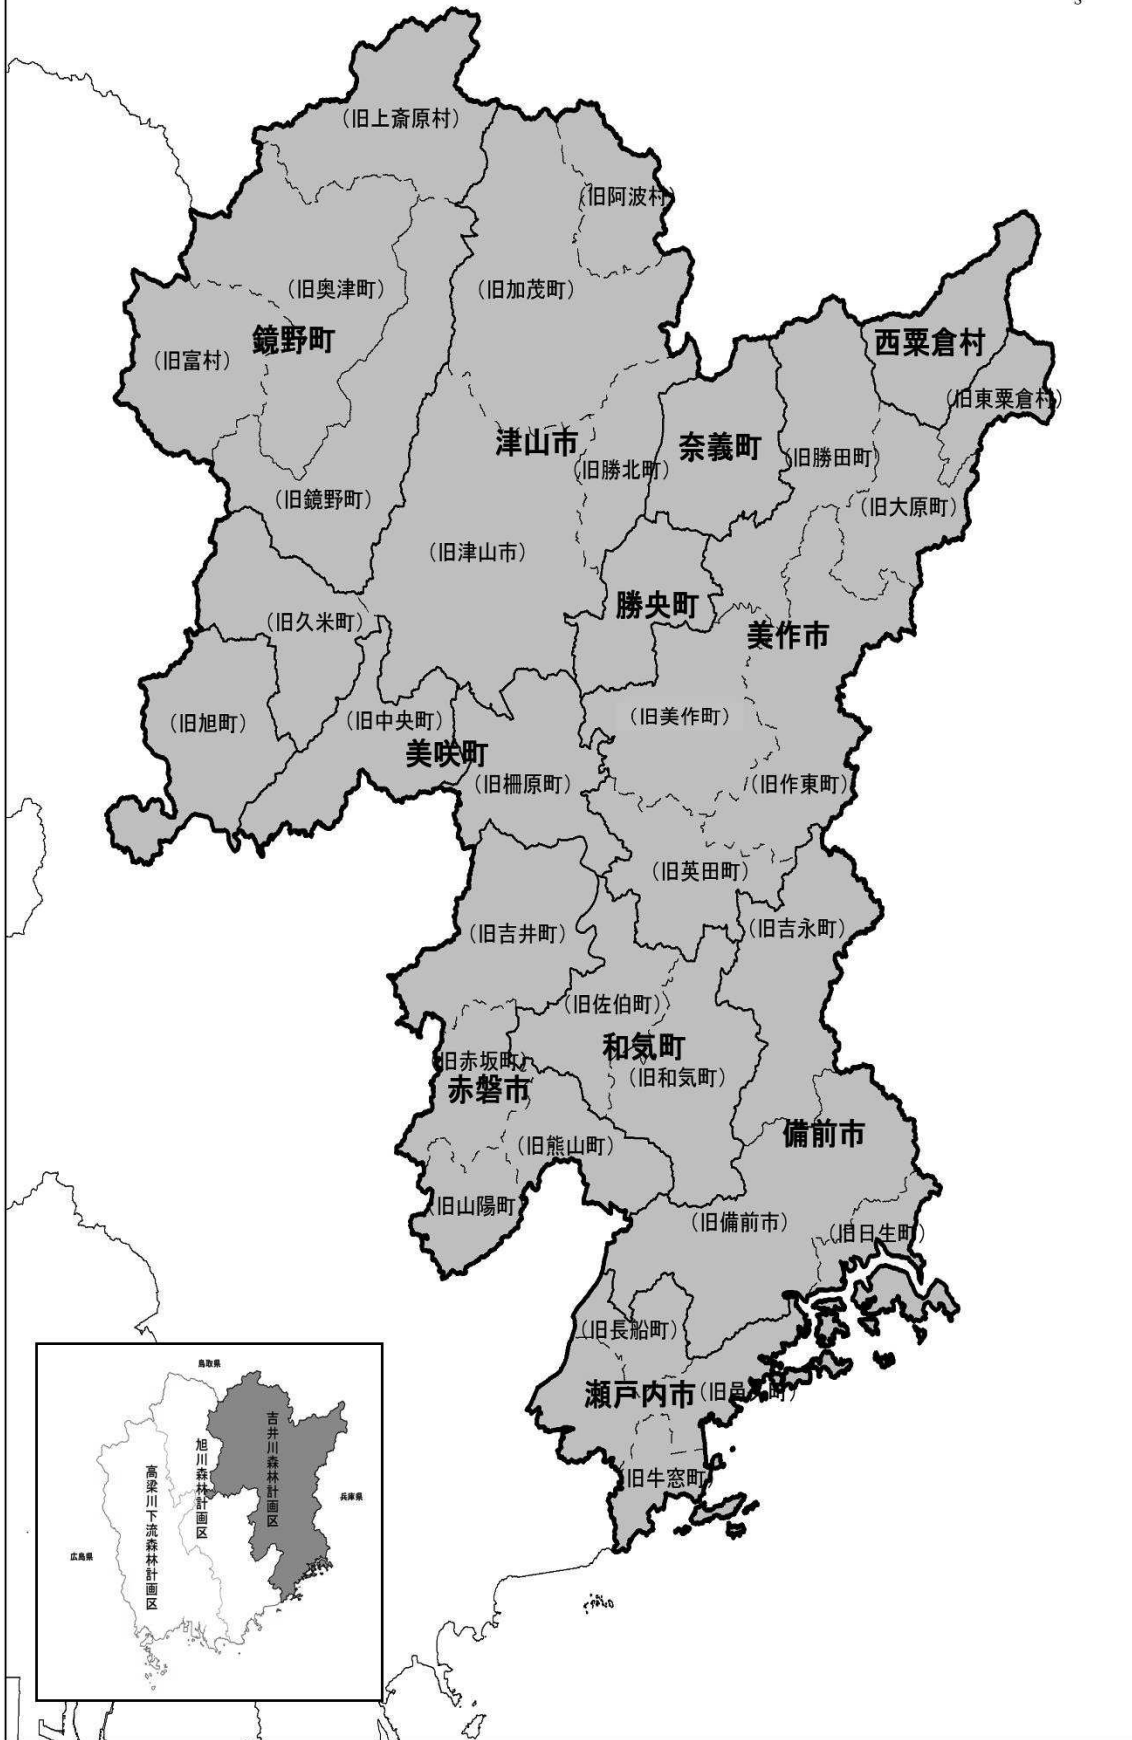 （旧上斎原村）
（旧阿波村）
（旧奥津町）
（旧加茂町）
鏡野町
西粟倉村
（旧富村）
（旧東粟倉村）
津山市
奈義町
（旧勝田町）
（旧勝北町）
（旧鏡野町）
（旧大原町）
（旧津山市）
勝央町
（旧久米町）
美作市
（旧旭町）
（旧中央町）
（旧美作町）
美咲町
（旧柵原町）
（旧作東町）
（旧英田町）
（旧吉井町）
（旧吉永町）
（旧佐伯町）
和気町
（旧赤坂町）
（旧和気町）
赤磐市
備前市
（旧熊山町）
（旧山陽町）
（旧備前市）
（旧日生町）
（旧長船町）
瀬戸内市
（旧邑久町）
（旧牛窓町）
鳥取県
吉井川森林計画区
旭川森林計画区
高梁川下流森林計画区
兵庫県
広島県